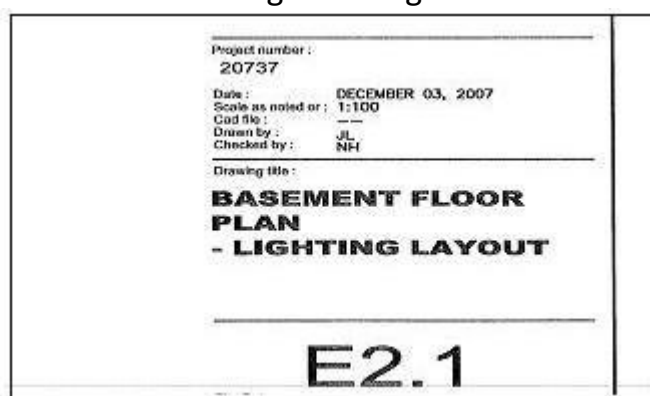 Project number :
20737
Date : DECEMBER 03, 2007
Scale as noted or : 1:100
Cad file : ——
Drawn by : JL
Checked by : NH
Drawing title :
BASEMENT FLOOR
PLAN
- LIGHTING LAYOUT
E2.1